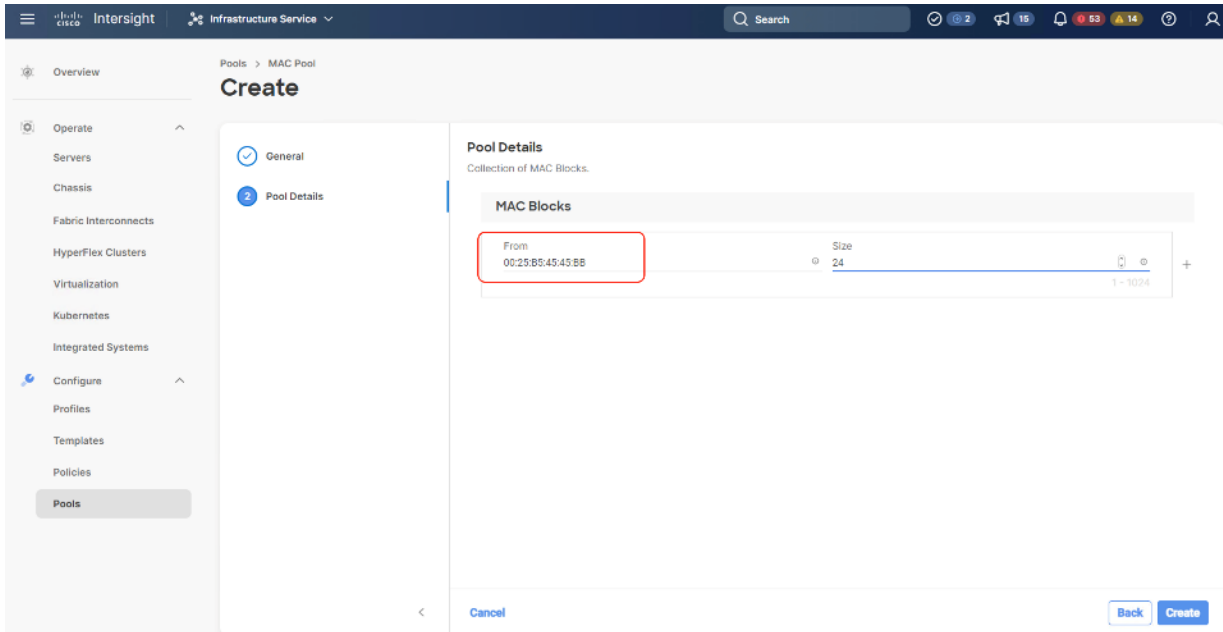 cisco Intersight Infrastructure Service Search 2 15 53 14
Overview
Operate
Servers
Chassis
Fabric Interconnects
HyperFlex Clusters
Virtualization
Kubernetes
Integrated Systems
Configure
Profiles
Templates
Policies
Pools
Pools > MAC Pool
Create
General
2 Pool Details
Pool Details
Collection of MAC Blocks.
MAC Blocks
From Size
00:25:B5:45:45:BB 24
1 - 1024
Cancel Back Create